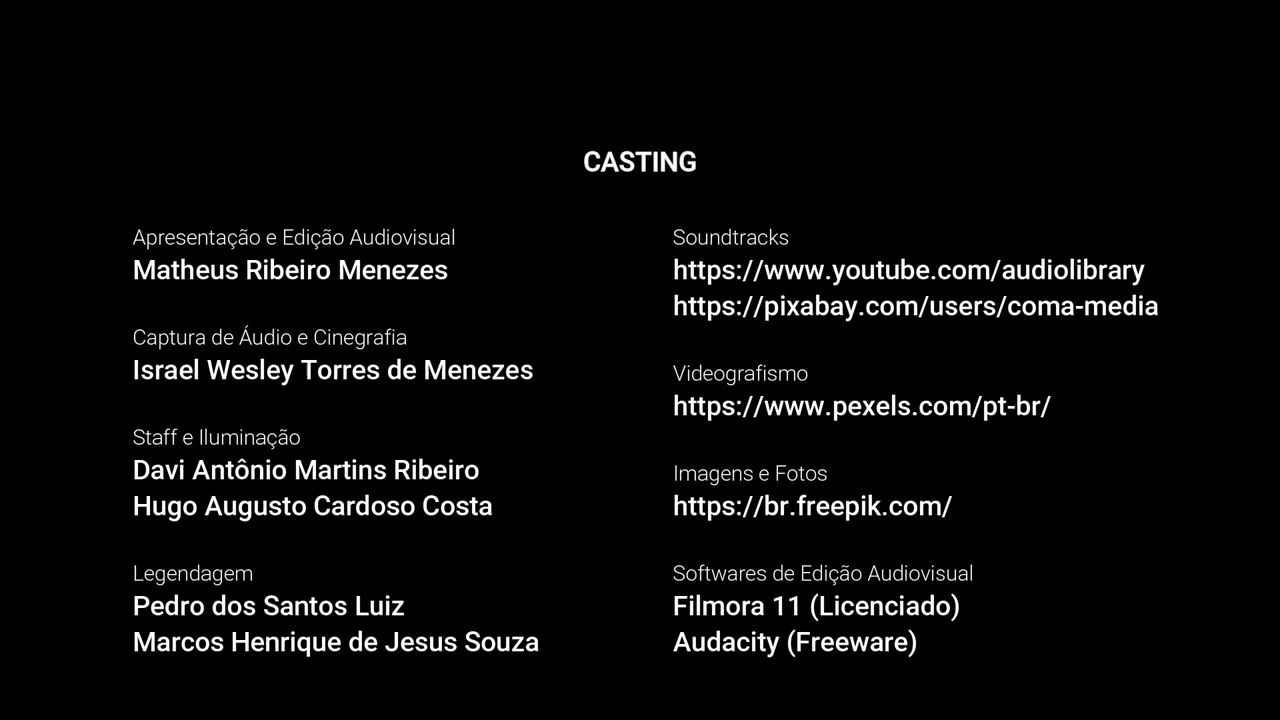 CASTING
Apresentação e Edição Audiovisual
Matheus Ribeiro Menezes
Captura de Áudio e Cinegrafia
Israel Wesley Torres de Menezes
Staff e Iluminação
Davi Antônio Martins Ribeiro
Hugo Augusto Cardoso Costa
Legendagem
Pedro dos Santos Luiz
Marcos Henrique de Jesus Souza
Soundtracks
https://www.youtube.com/audiolibrary
https://pixabay.com/users/coma-media
Videografismo
https://www.pexels.com/pt-br/
Imagens e Fotos
https://br.freepik.com/
Softwares de Edição Audiovisual
Filmora 11 (Licenciado)
Audacity (Freeware)